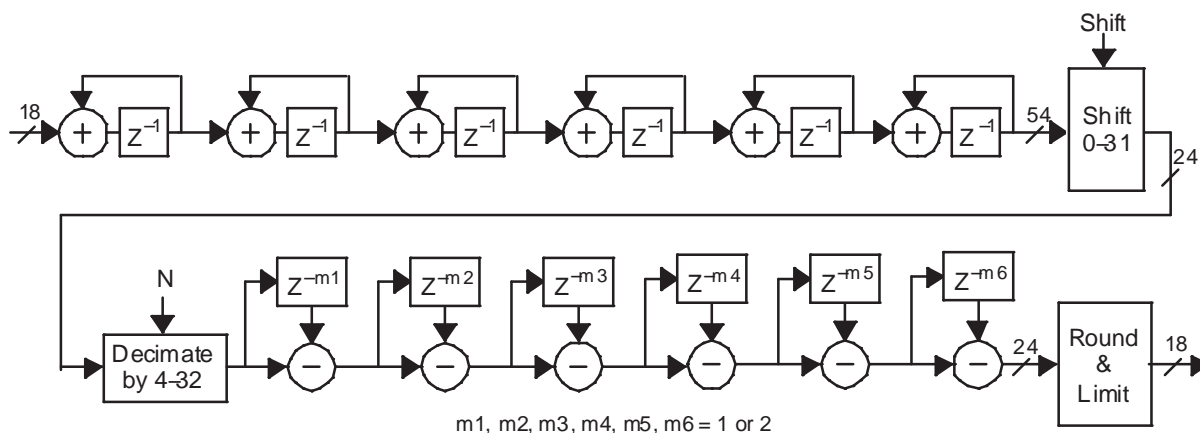 Shift
18
+
z–1
+
z–1
+
z–1
+
z–1
+
z–1
+
z–1
54
Shift
0–31
24
N
Decimate
by 4–32
z–m1
–
z–m2
–
z–m3
–
z–m4
–
z–m5
–
z–m6
–
24
Round
&
Limit
18
m1, m2, m3, m4, m5, m6 = 1 or 2